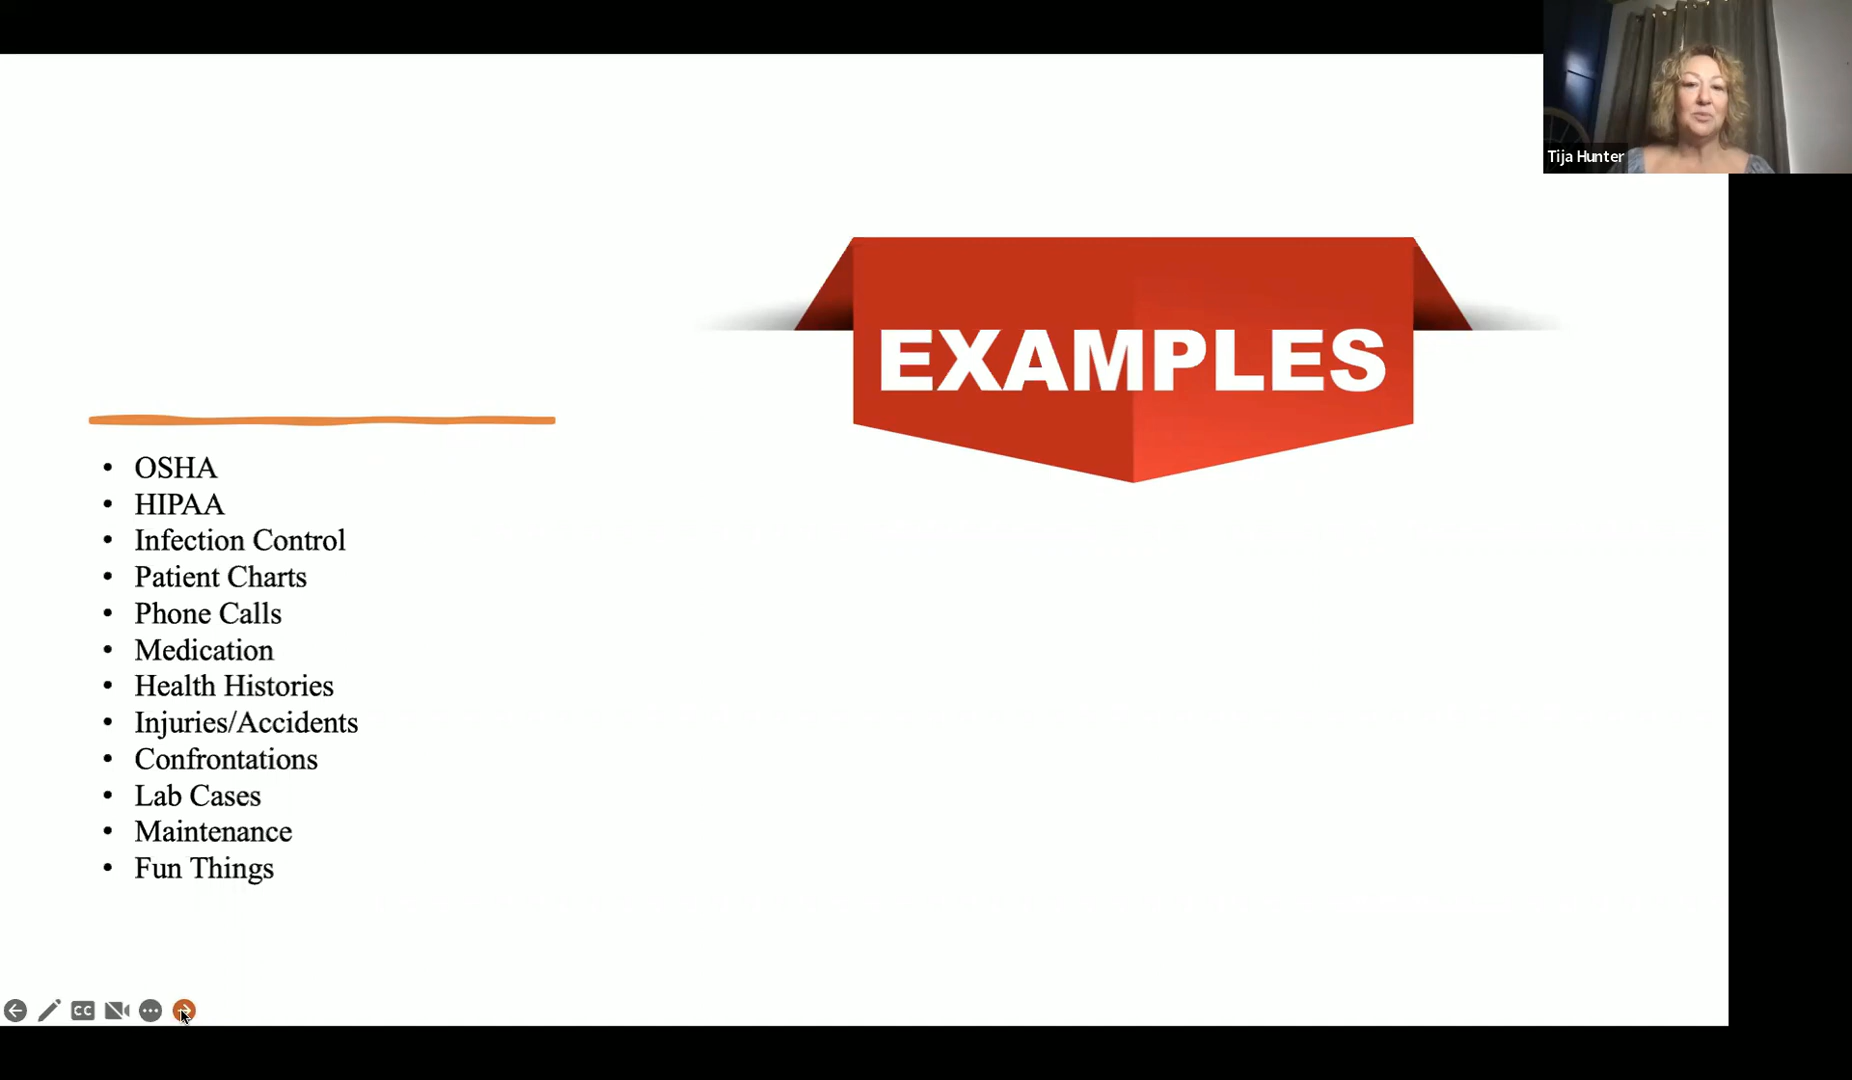 Tija Hunter
EXAMPLES
• OSHA
• HIPAA
• Infection Control
• Patient Charts
• Phone Calls
• Medication
• Health Histories
• Injuries/Accidents
• Confrontations
• Lab Cases
• Maintenance
• Fun Things
CC